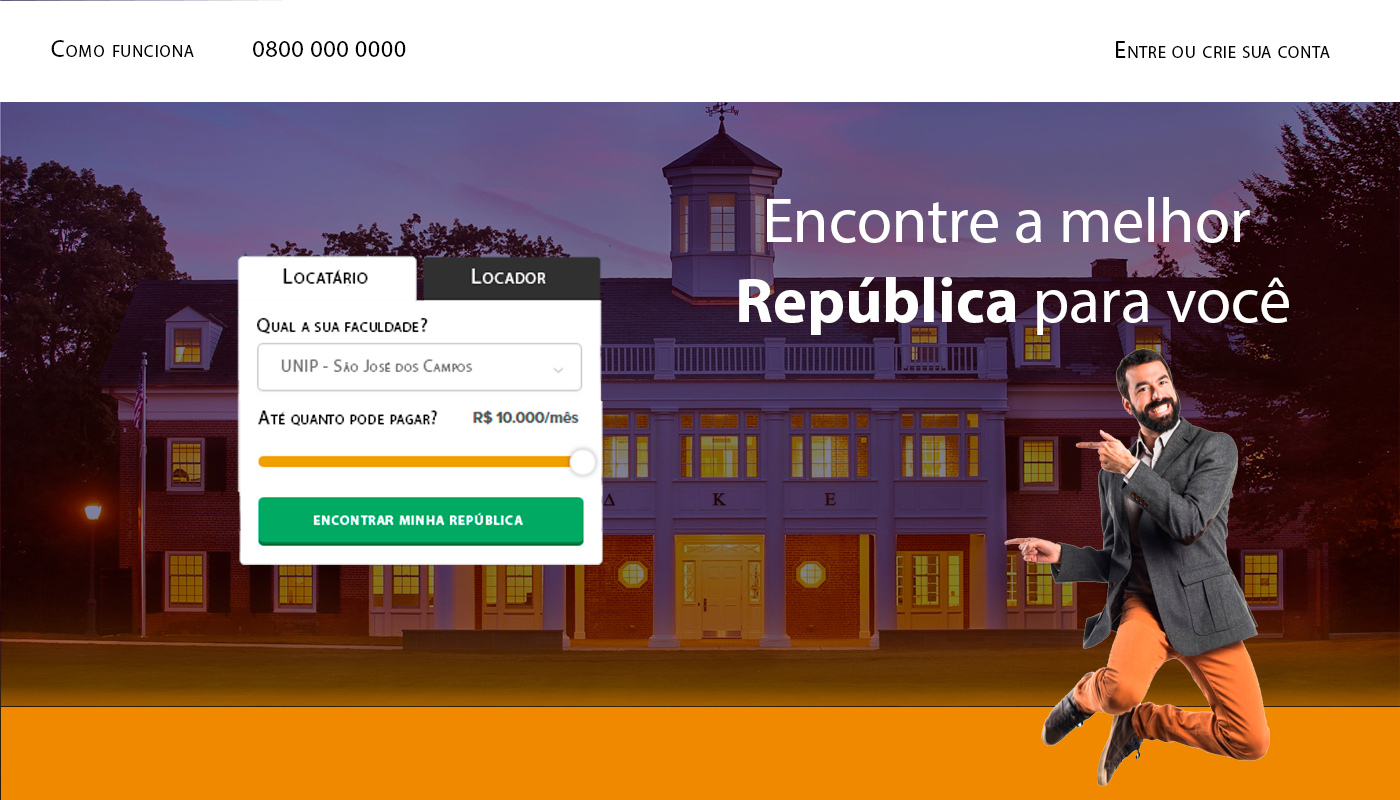 Como funciona
0800 000 0000
Entre ou crie sua conta
Encontre a melhor
República para você
Locatário
Locador
Qual a sua faculdade?
UNIP - São José dos Campos
Até quanto pode pagar?
R$ 10.000/mês
ENCONTRAR MINHA REPÚBLICA
Δ Κ Ε